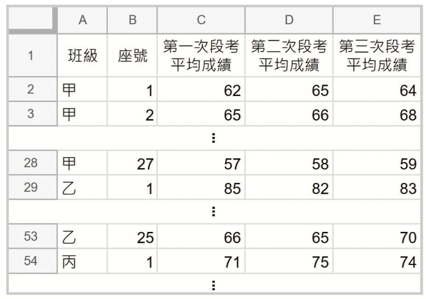 A B C D E
1 班級 座號 第一次段考平均成績 第二次段考平均成績 第三次段考平均成績
2 甲 1 62 65 64
3 甲 2 65 66 68
⋮
28 甲 27 57 58 59
29 乙 1 85 82 83
⋮
53 乙 25 66 65 70
54 丙 1 71 75 74
⋮